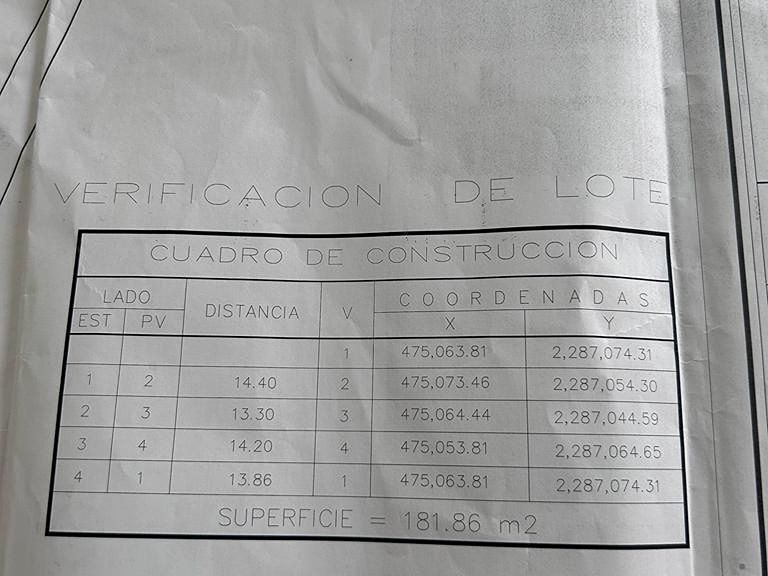 VERIFICACION DE LOTE
CUADRO DE CONSTRUCCION
LADO DISTANCIA V COORDENADAS
EST PV X Y
1 475,063.81 2,287,074.31
1 2 14.40 2 475,073.46 2,287,054.30
2 3 13.30 3 475,064.44 2,287,044.59
3 4 14.20 4 475,053.81 2,287,064.65
4 1 13.86 1 475,063.81 2,287,074.31
SUPERFICIE = 181.86 m2